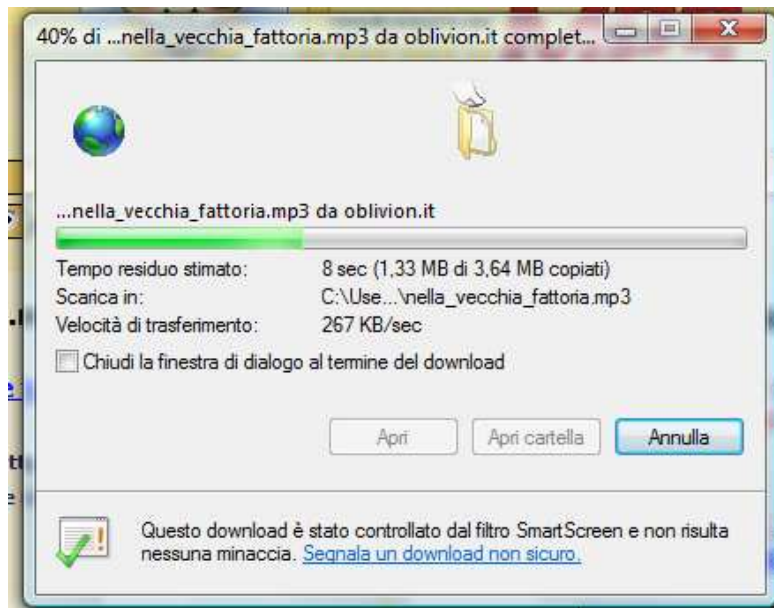 40% di ...nella_vecchia_fattoria.mp3 da oblivion.it complet...
...nella_vecchia_fattoria.mp3 da oblivion.it
Tempo residuo stimato: 8 sec (1,33 MB di 3,64 MB copiati)
Scarica in: C:\Use...\nella_vecchia_fattoria.mp3
Velocità di trasferimento: 267 KB/sec
Chiudi la finestra di dialogo al termine del download
Apri Apri cartella Annulla
Questo download è stato controllato dal filtro SmartScreen e non risulta
nessuna minaccia. Segnala un download non sicuro.